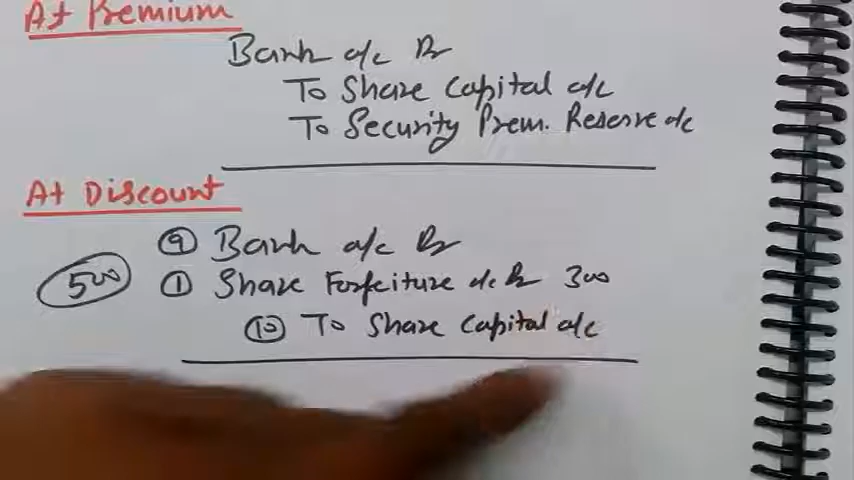 At Premium
Bank a/c Dr
To Share Capital a/c
To Security Prem. Reserve a/c
At Discount
⑨ Bank a/c Dr
500 ① Share Forfeiture a/c Dr 300
⑩ To Share Capital a/c